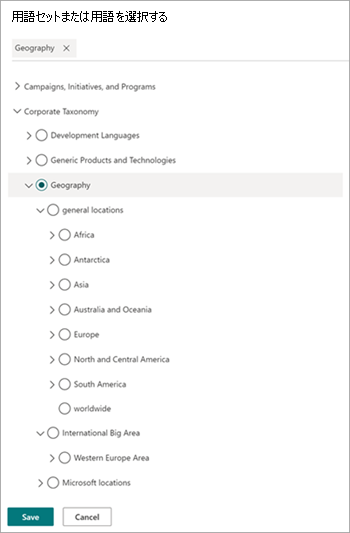 用語セットまたは用語を選択する
Geography
Campaigns, Initiatives, and Programs
Corporate Taxonomy
Development Languages
Generic Products and Technologies
Geography
general locations
Africa
Antarctica
Asia
Australia and Oceania
Europe
North and Central America
South America
worldwide
International Big Area
Western Europe Area
Microsoft locations
Save Cancel